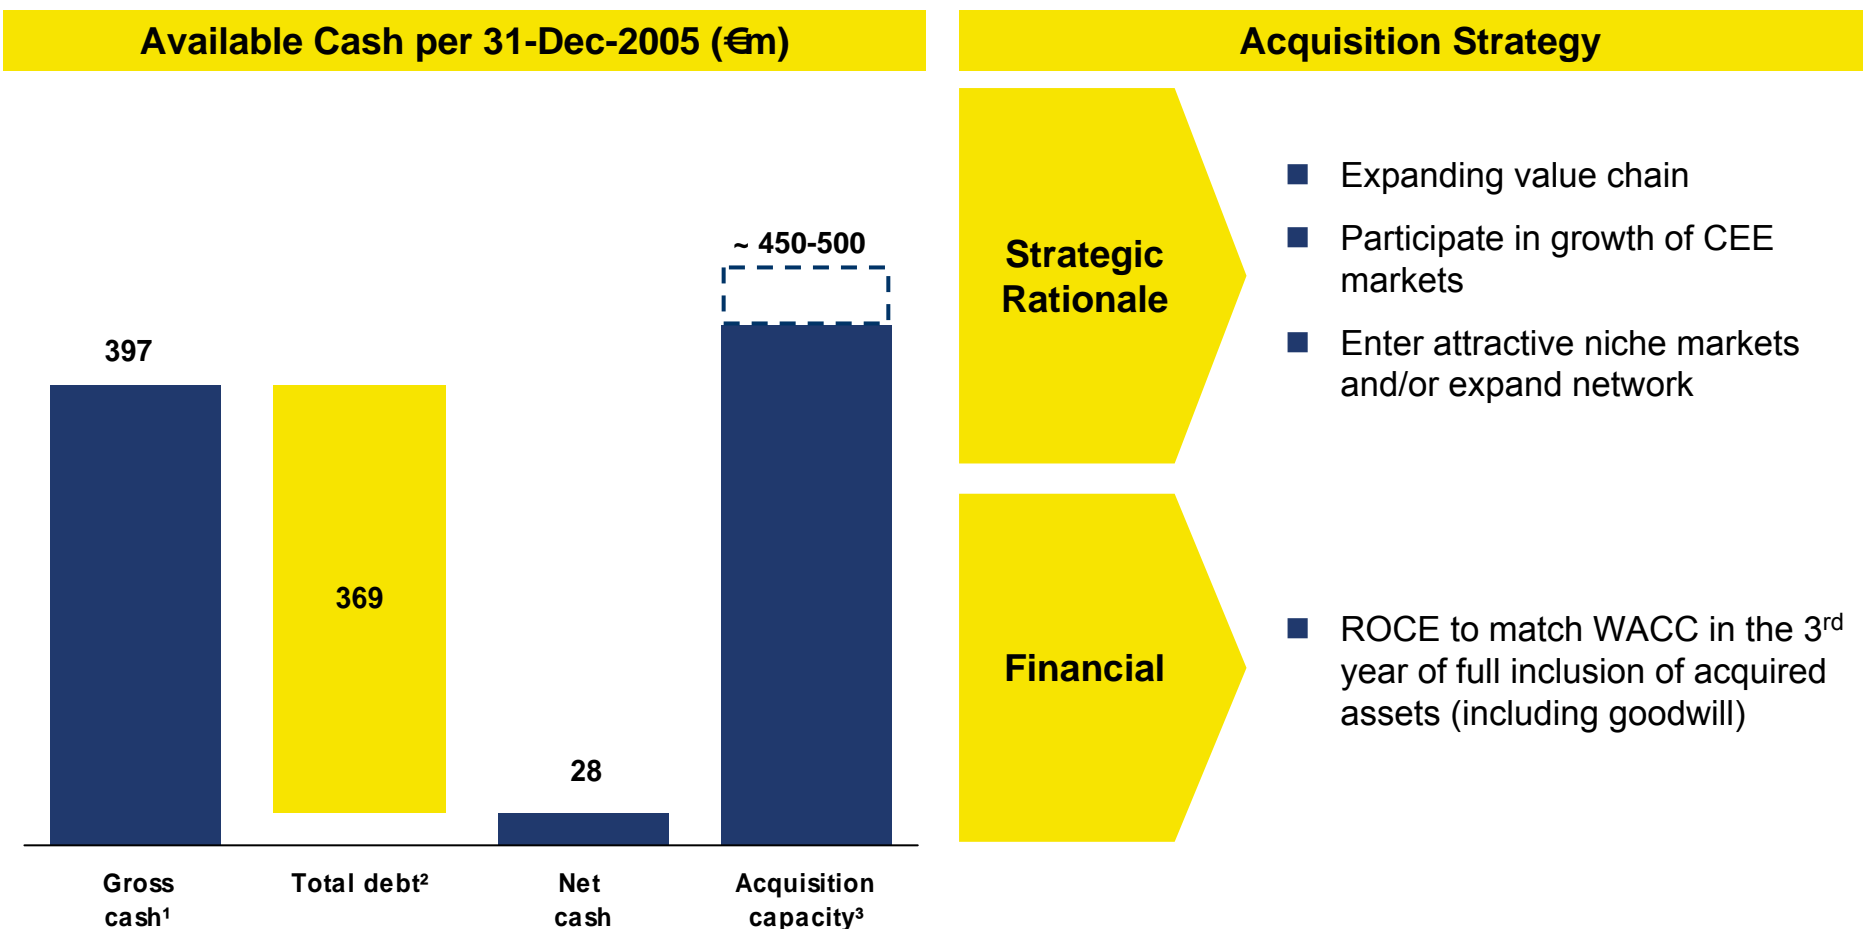 Available Cash per 31-Dec-2005 (€m)
~ 450-500
397
369
28
Gross
cash¹
Total debt²
Net
cash
Acquisition
capacity³
Acquisition Strategy
Strategic
Rationale
■ Expanding value chain
■ Participate in growth of CEE
markets
■ Enter attractive niche markets
and/or expand network
Financial
■ ROCE to match WACC in the 3rd
year of full inclusion of acquired
assets (including goodwill)